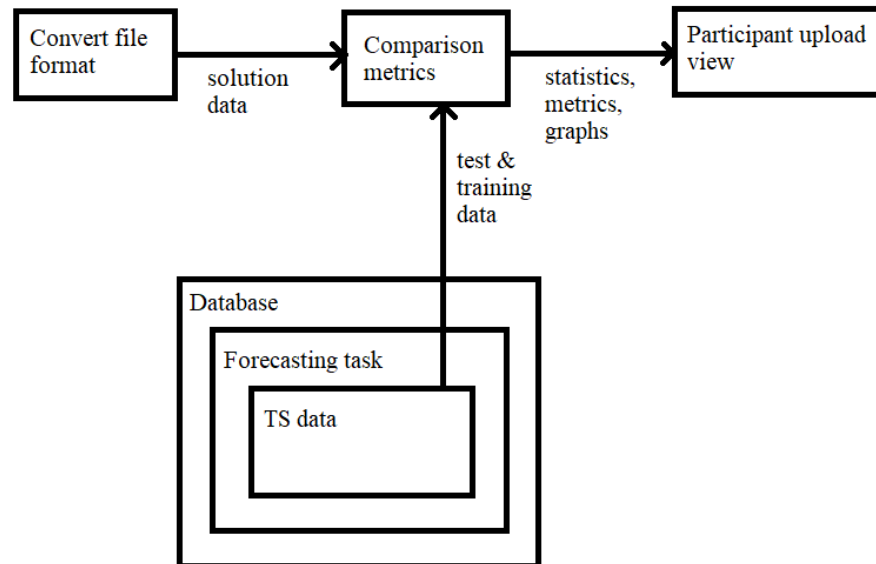 Convert file
format
solution
data
Comparison
metrics
statistics,
metrics,
graphs
Participant upload
view
test &
training
data
Database
Forecasting task
TS data